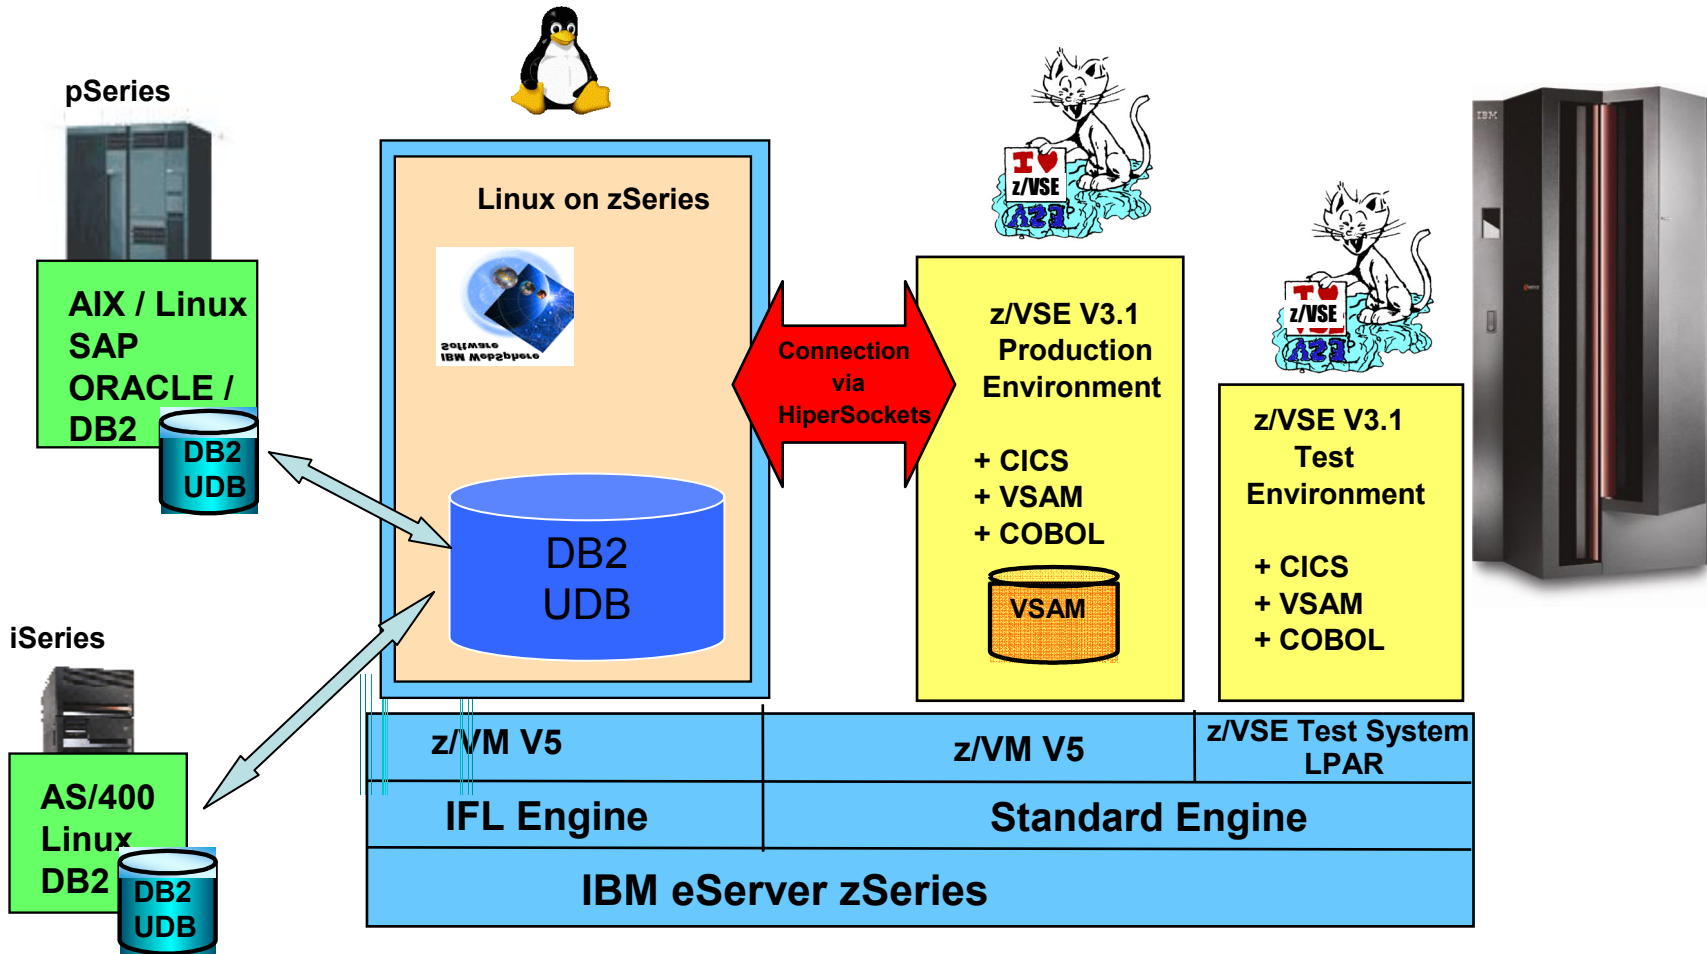 pSeries
AIX / Linux
SAP
ORACLE /
DB2
DB2
UDB
iSeries
AS/400
Linux
DB2
DB2
UDB
Linux on zSeries
Software
IBM WebSphere
DB2
UDB
Connection
via
HiperSockets
I
z/VSE
VSE
z/VSE V3.1
Production
Environment
+ CICS
+ VSAM
+ COBOL
VSAM
I
z/VSE
VSE
z/VSE V3.1
Test
Environment
+ CICS
+ VSAM
+ COBOL
IBM
z/VM V5
z/VM V5
z/VSE Test System
LPAR
IFL Engine
Standard Engine
IBM eServer zSeries